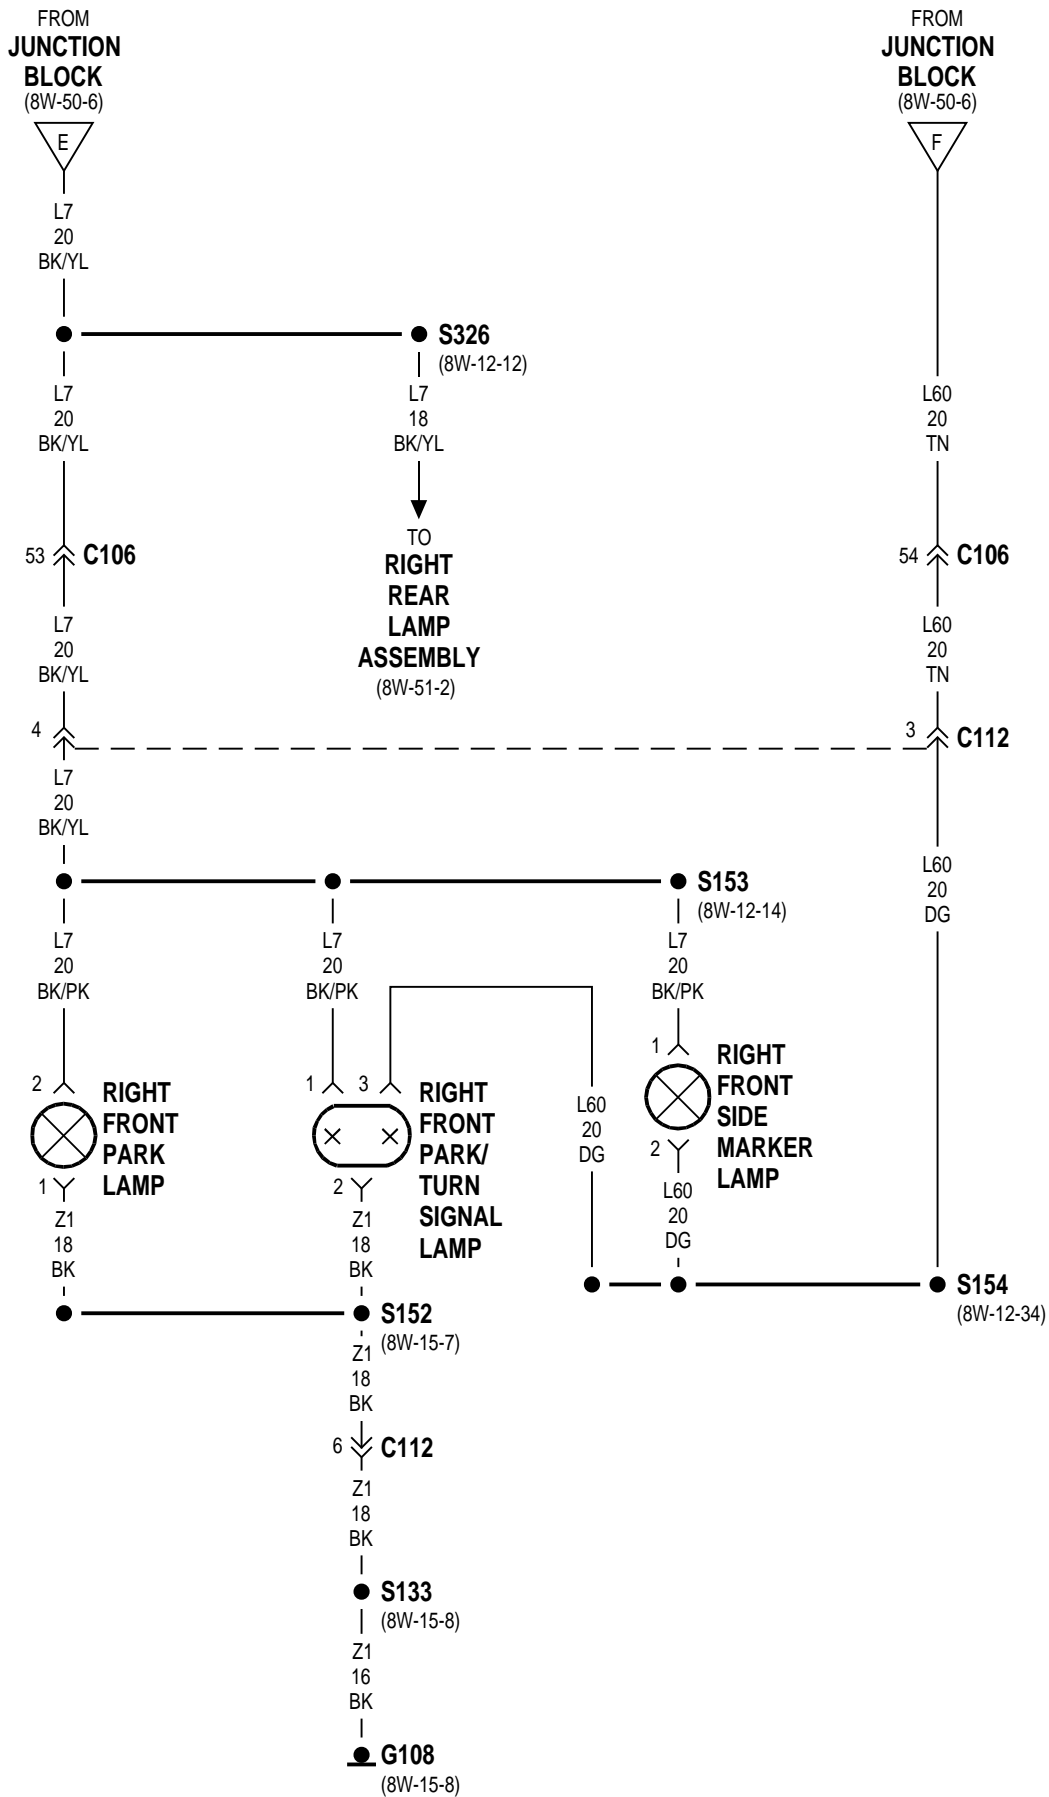 FROM
JUNCTION
BLOCK
(8W-50-6)
E
FROM
JUNCTION
BLOCK
(8W-50-6)
F
L7
20
BK/YL
S326
(8W-12-12)
L7
20
BK/YL
L7
18
BK/YL
L60
20
TN
TO
RIGHT
REAR
LAMP
ASSEMBLY
(8W-51-2)
53
C106
54
C106
L7
20
BK/YL
L60
20
TN
4
3
C112
L7
20
BK/YL
L60
20
DG
S153
(8W-12-14)
L7
20
BK/PK
L7
20
BK/PK
L7
20
BK/PK
2
RIGHT
FRONT
PARK
LAMP
1
1
3
RIGHT
FRONT
PARK/
TURN
SIGNAL
LAMP
2
L60
20
DG
1
RIGHT
FRONT
SIDE
MARKER
LAMP
2
L60
20
DG
Z1
18
BK
Z1
18
BK
S154
(8W-12-34)
S152
(8W-15-7)
Z1
18
BK
6
C112
Z1
18
BK
S133
(8W-15-8)
Z1
16
BK
G108
(8W-15-8)